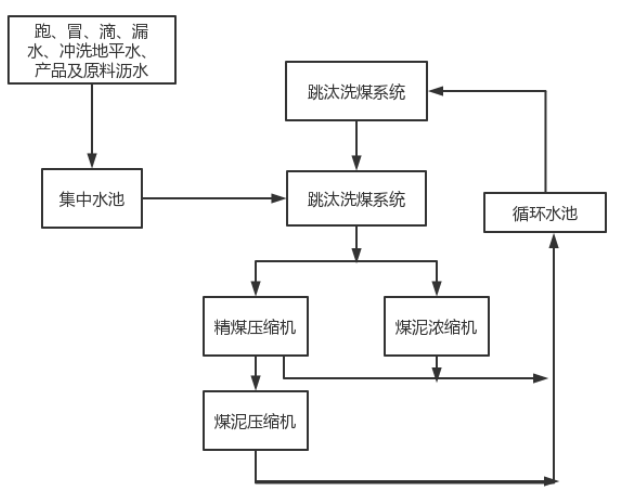 跑、冒、滴、漏
水、冲洗地平水、
产品及原料沥水
跳汰洗煤系统
集中水池
跳汰洗煤系统
循环水池
精煤压缩机
煤泥浓缩机
煤泥压缩机